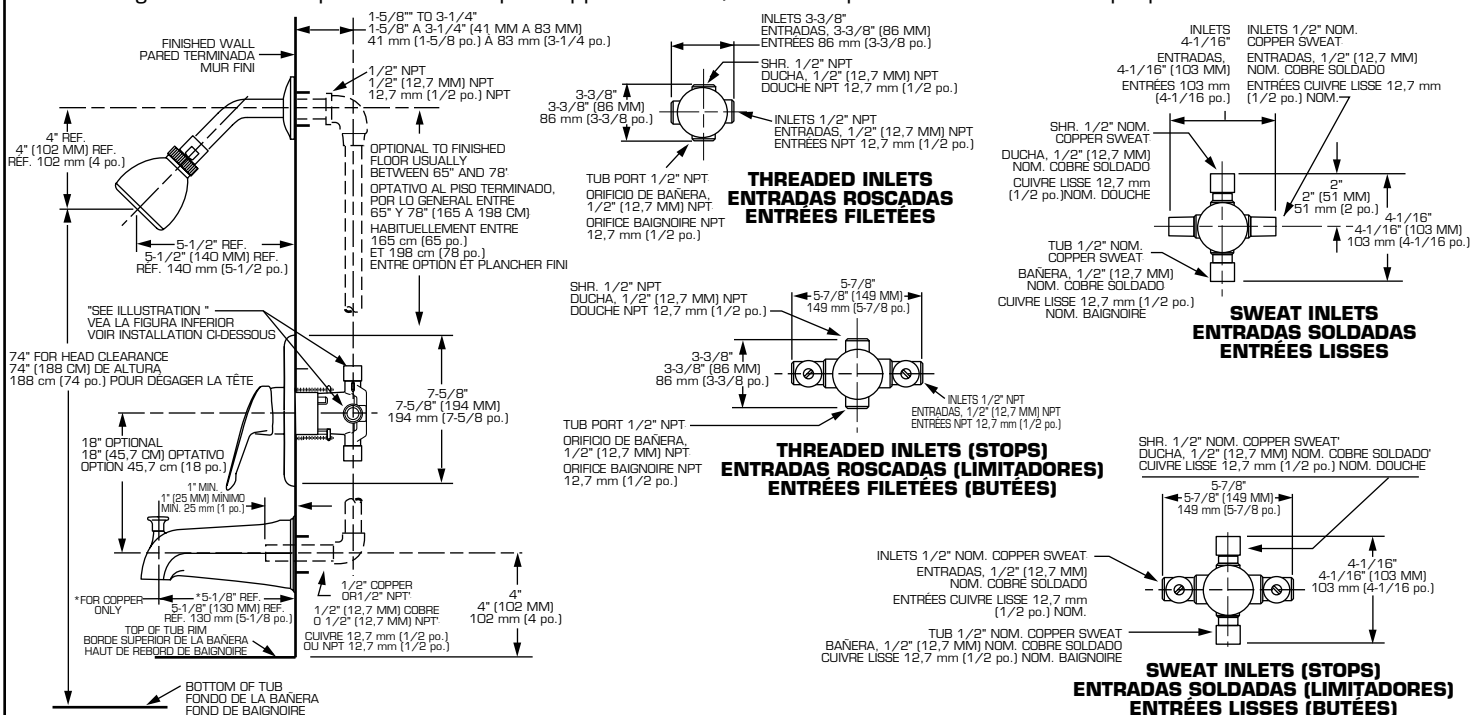 1-5/8"" TO 3-1/4"
1-5/8" A 3-1/4" (41 MM A 83 MM)
41 mm (1-5/8 po.) À 83 mm (3-1/4 po.)
FINISHED WALL
PARED TERMINADA
MUR FINI
1/2" NPT
1/2" (12,7 MM) NPT
12,7 mm (1/2 po.) NPT
4" REF.
4" (102 MM) REF.
RÉF. 102 mm (4 po.)
OPTIONAL TO FINISHED
FLOOR USUALLY
BETWEEN 65" AND 78"
OPTATIVO AL PISO TERMINADO,
POR LO GENERAL ENTRE
65" Y 78" (165 A 198 CM)
HABITUELLEMENT ENTRE
165 cm (65 po.)
ET 198 cm (78 po.)
ENTRE OPTION ET PLANCHER FINI
5-1/2" REF.
5-1/2" (140 MM) REF.
RÉF. 140 mm (5-1/2 po.)
"SEE ILLUSTRATION "
VEA LA FIGURA INFERIOR
VOIR INSTALLATION CI-DESSOUS
74" FOR HEAD CLEARANCE
74" (188 CM) DE ALTURA
188 cm (74 po.) POUR DÉGAGER LA TÊTE
7-5/8"
7-5/8" (194 MM)
194 mm (7-5/8 po.)
18" OPTIONAL
18" (45,7 CM) OPTATIVO
OPTION 45,7 cm (18 po.)
1" MIN.
1" (25 MM) MÍNIMO
MIN. 25 mm (1 po.)
*FOR COPPER
ONLY
*5-1/8" REF.
5-1/8" (130 MM) REF.
RÉF. 130 mm (5-1/8 po.)
1/2" COPPER
OR1/2" NPT
1/2" (12,7 MM) COBRE
O 1/2" (12,7 MM) NPT
CUIVRE 12,7 mm (1/2 po.)
OU NPT 12,7 mm (1/2 po.)
4"
4" (102 MM)
102 mm (4 po.)
TOP OF TUB RIM
BORDE SUPERIOR DE LA BAÑERA
HAUT DE REBORD DE BAIGNOIRE
BOTTOM OF TUB
FONDO DE LA BAÑERA
FOND DE BAIGNOIRE
INLETS 3-3/8"
ENTRADAS, 3-3/8" (86 MM)
ENTRÉES 86 mm (3-3/8 po.)
SHR. 1/2" NPT
DUCHA, 1/2" (12,7 MM) NPT
DOUCHE NPT 12,7 mm (1/2 po.)
3-3/8"
3-3/8" (86 MM)
86 mm (3-3/8 po.)
INLETS 1/2" NPT
ENTRADAS, 1/2" (12,7 MM) NPT
ENTRÉES NPT 12,7 mm (1/2 po.)
TUB PORT 1/2" NPT
ORIFICIO DE BAÑERA,
1/2" (12,7 MM) NPT
ORIFICE BAIGNOIRE NPT
12,7 mm (1/2 po.)
THREADED INLETS
ENTRADAS ROSCADAS
ENTRÉES FILETÉES
SHR. 1/2" NPT
DUCHA, 1/2" (12,7 MM) NPT
DOUCHE NPT 12,7 mm (1/2 po.)
5-7/8"
5-7/8" (149 MM)
149 mm (5-7/8 po.)
3-3/8"
3-3/8" (86 MM)
86 mm (3-3/8 po.)
INLETS 1/2" NPT
ENTRADAS, 1/2" (12,7 MM) NPT
ENTRÉES NPT 12,7 mm (1/2 po.)
TUB PORT 1/2" NPT
ORIFICIO DE BAÑERA,
1/2" (12,7 MM) NPT
ORIFICE BAIGNOIRE NPT
12,7 mm (1/2 po.)
THREADED INLETS (STOPS)
ENTRADAS ROSCADAS (LIMITADORES)
ENTRÉES FILETÉES (BUTÉES)
INLETS
4-1/16"
ENTRADAS,
4-1/16" (103 MM)
ENTRÉES 103 mm
(4-1/16 po.)
INLETS 1/2" NOM.
COPPER SWEAT
ENTRADAS, 1/2" (12,7 MM)
NOM. COBRE SOLDADO
ENTRÉES CUIVRE LISSE 12,7 mm
(1/2 po.) NOM.
SHR. 1/2" NOM.
COPPER SWEAT
DUCHA, 1/2" (12,7 MM)
NOM. COBRE SOLDADO
CUIVRE LISSE 12,7 mm
(1/2 po.)NOM. DOUCHE
2"
2" (51 MM)
51 mm (2 po.)
4-1/16"
4-1/16" (103 MM)
103 mm (4-1/16 po.)
TUB 1/2" NOM.
COPPER SWEAT
BAÑERA, 1/2" (12,7 MM)
NOM. COBRE SOLDADO
CUIVRE LISSE 12,7 mm (1/2 po.)
NOM. BAIGNOIRE
SWEAT INLETS
ENTRADAS SOLDADAS
ENTRÉES LISSES
SHR. 1/2" NOM. COPPER SWEAT'
DUCHA, 1/2" (12,7 MM) NOM. COBRE SOLDADO'
CUIVRE LISSE 12,7 mm (1/2 po.) NOM. DOUCHE
5-7/8"
5-7/8" (149 MM)
149 mm (5-7/8 po.)
INLETS 1/2" NOM. COPPER SWEAT
ENTRADAS, 1/2" (12,7 MM)
NOM. COBRE SOLDADO
ENTRÉES CUIVRE LISSE 12,7 mm
(1/2 po.) NOM.
4-1/16"
4-1/16" (103 MM)
103 mm (4-1/16 po.)
TUB 1/2" NOM. COPPER SWEAT
BAÑERA, 1/2" (12,7 MM) NOM. COBRE SOLDADO
CUIVRE LISSE 12,7 mm (1/2 po.) NOM. BAIGNOIRE
SWEAT INLETS (STOPS)
ENTRADAS SOLDADAS (LIMITADORES)
ENTRÉES LISSES (BUTÉES)